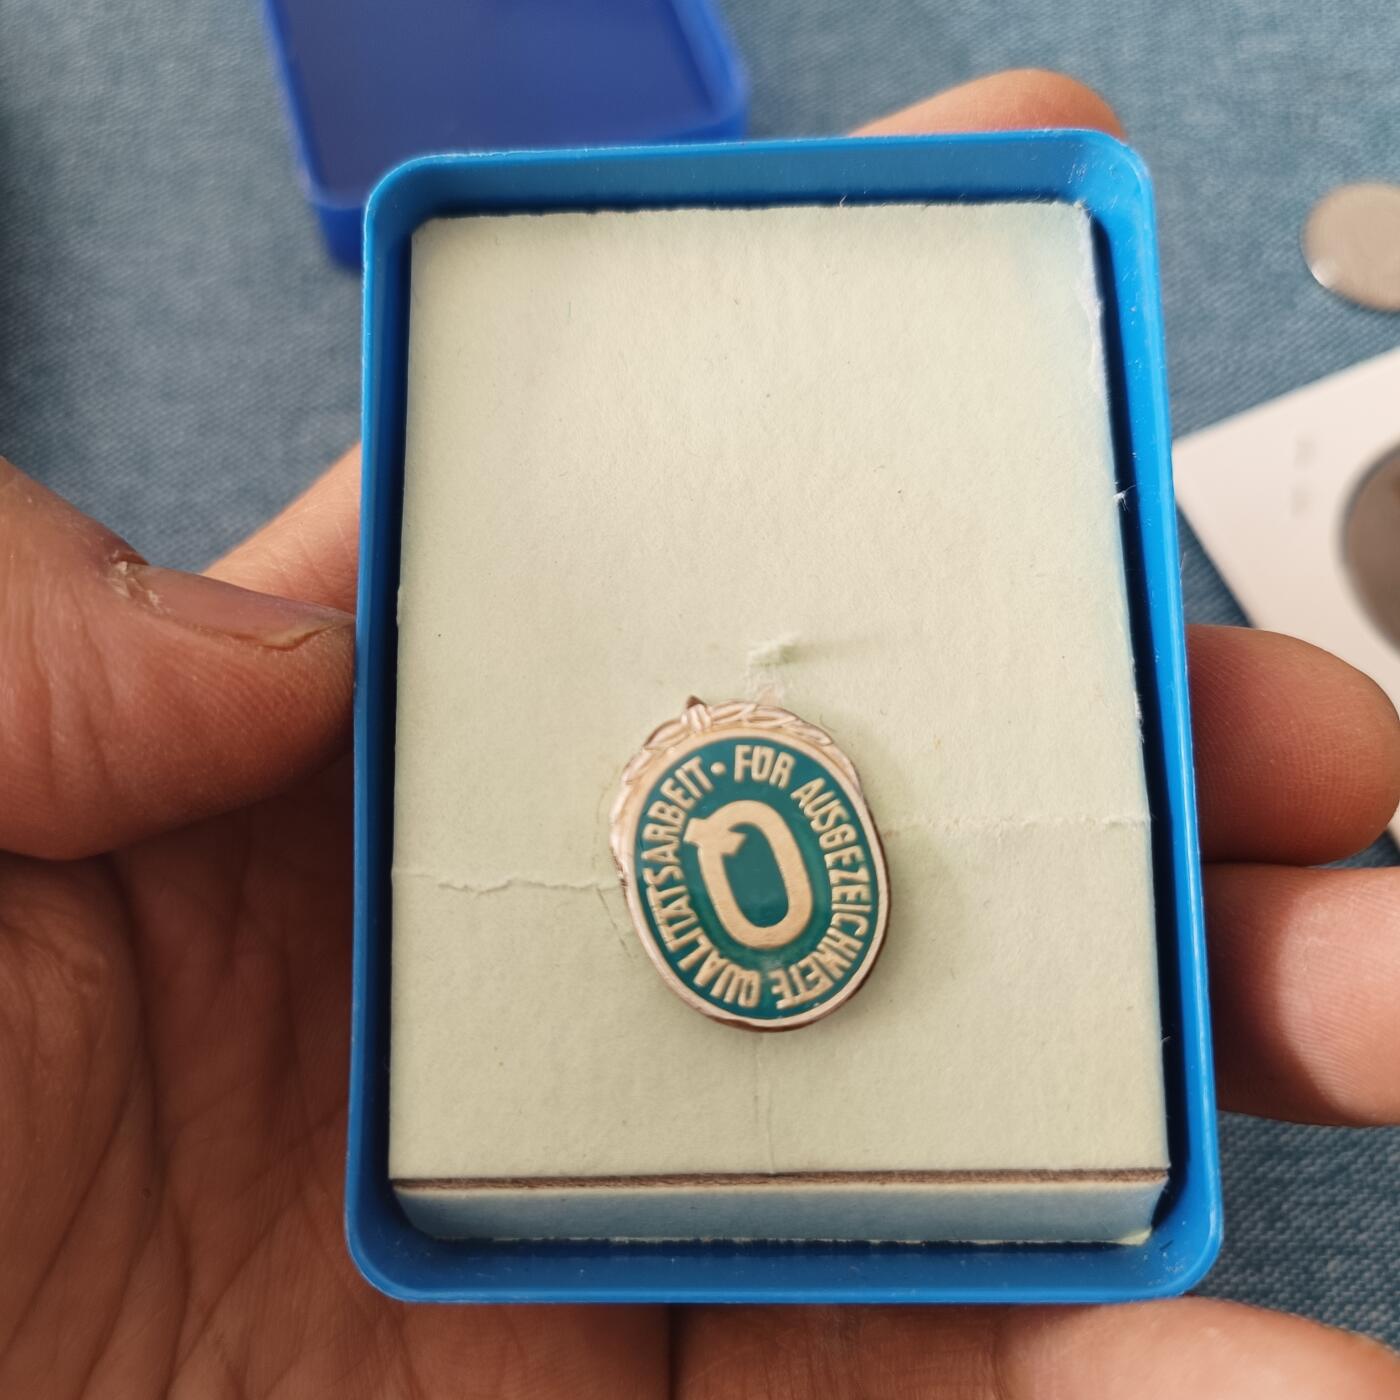 FÜR AUSGEZEICHNETE QUALITÄTSARBEIT •
Q